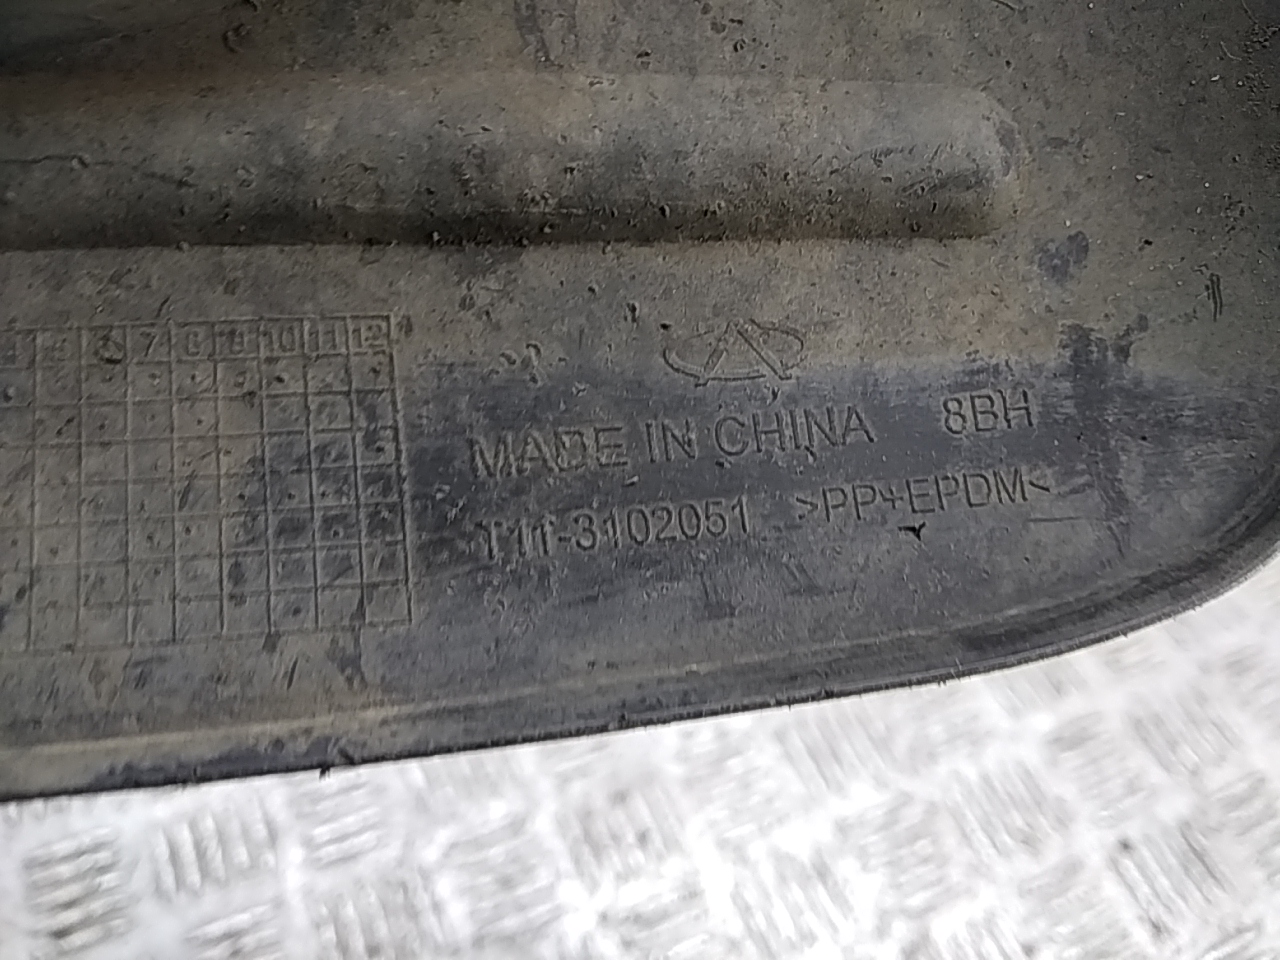 7 8 9 10 11 12
MADE IN CHINA 8BH
T11-3102051 >PP+EPDM<